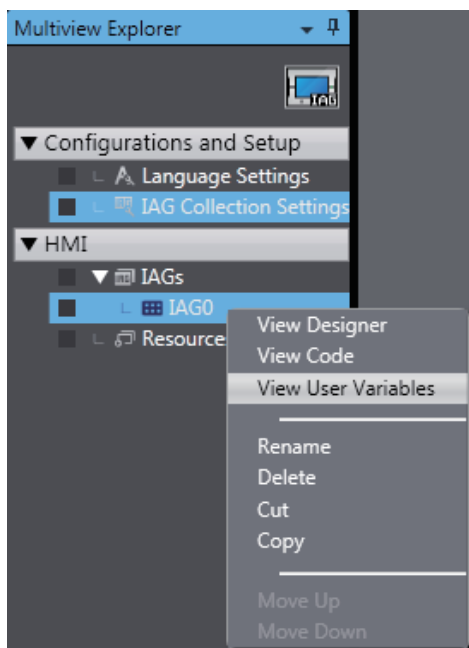 Multiview Explorer
IAG
Configurations and Setup
Language Settings
IAG Collection Settings
HMI
IAGs
IAG0
Resource
View Designer
View Code
View User Variables
Rename
Delete
Cut
Copy
Move Up
Move Down